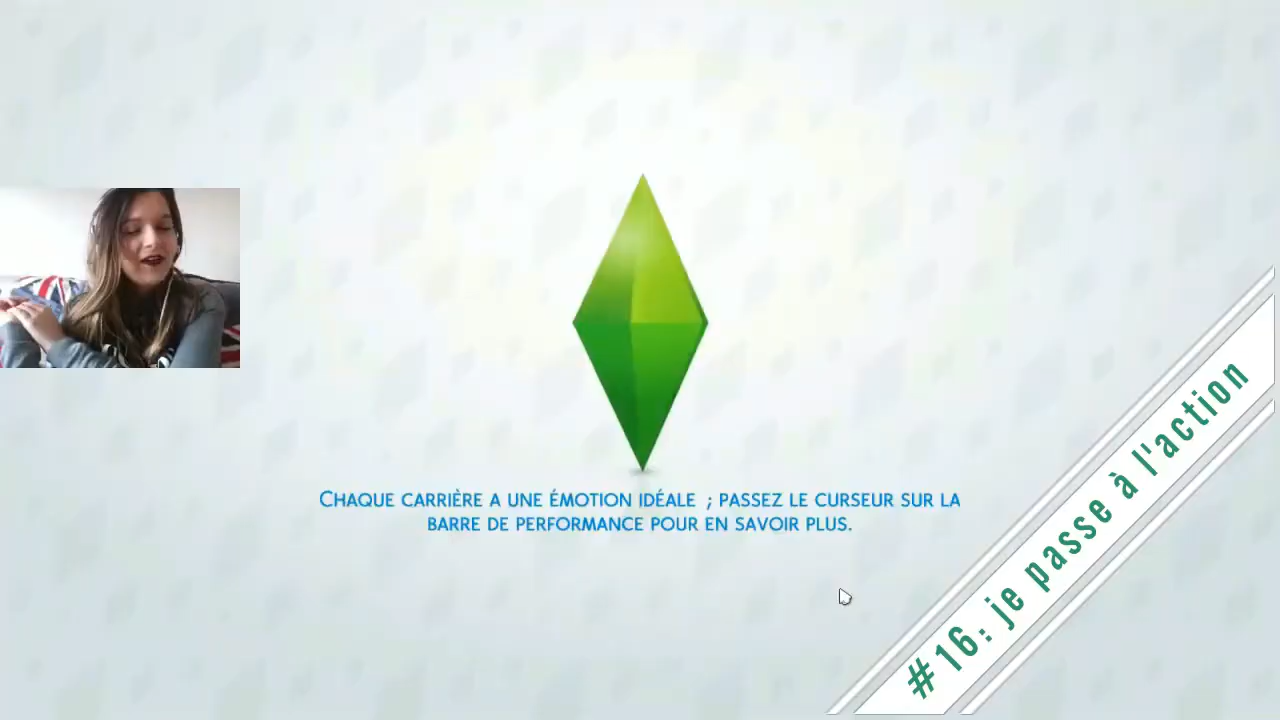 CHAQUE CARRIÈRE A UNE ÉMOTION IDÉALE ; PASSEZ LE CURSEUR SUR LA
BARRE DE PERFORMANCE POUR EN SAVOIR PLUS.
#16: je passe à l'action